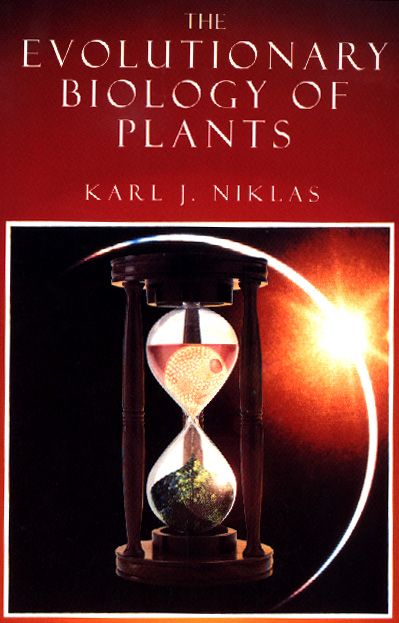 THE
EVOLUTIONARY
BIOLOGY OF
PLANTS
KARL J. NIKLAS